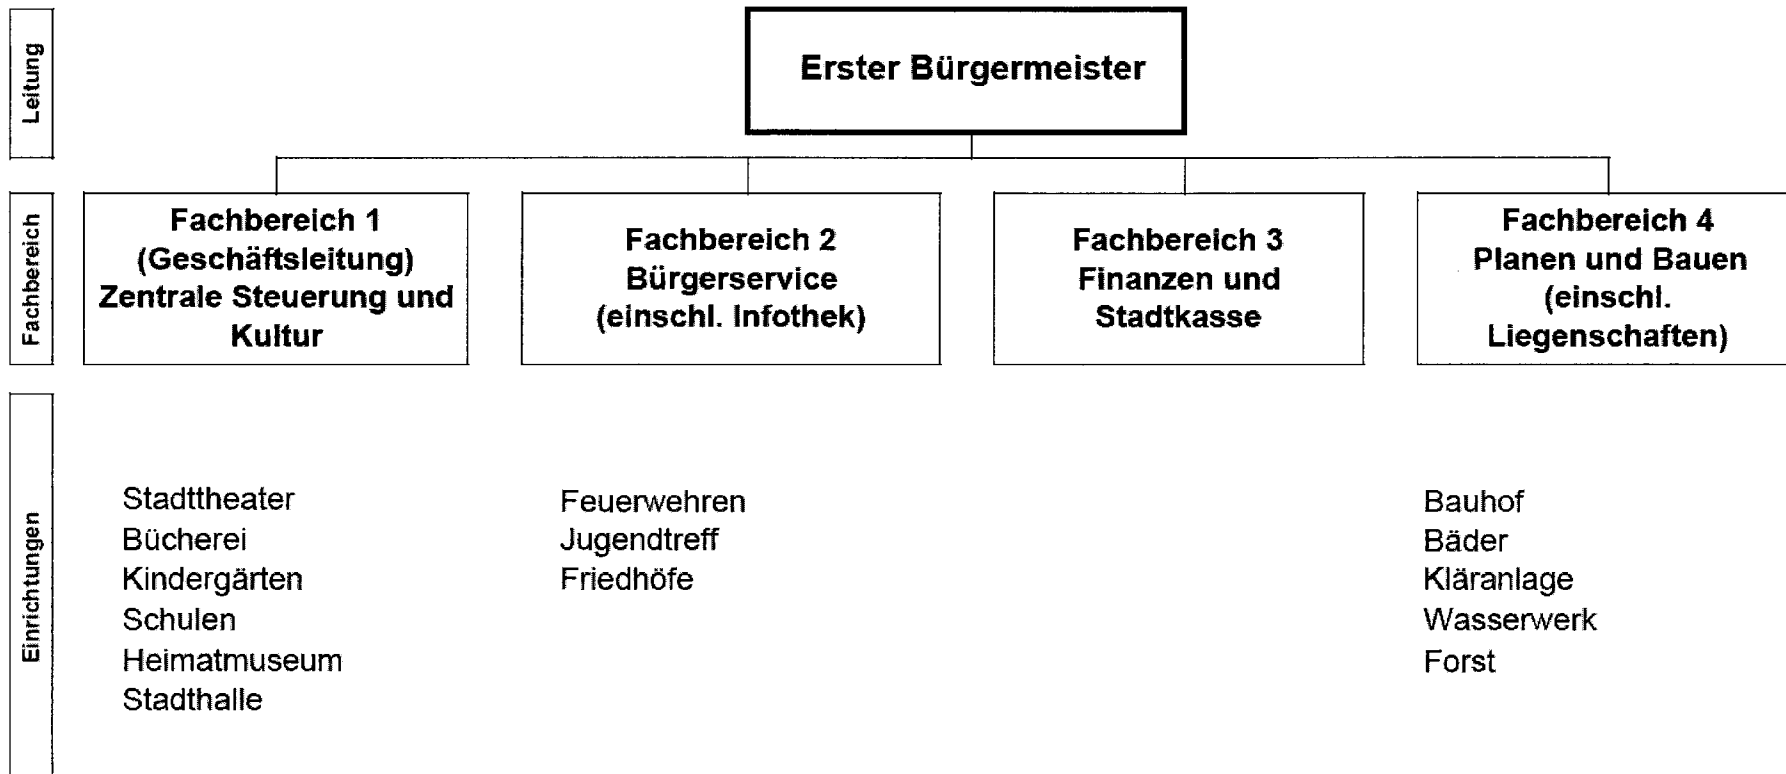 Leitung
Erster Bürgermeister
Fachbereich
Fachbereich 1
(Geschäftsleitung)
Zentrale Steuerung und
Kultur
Fachbereich 2
Bürgerservice
(einschl. Infothek)
Fachbereich 3
Finanzen und
Stadtkasse
Fachbereich 4
Planen und Bauen
(einschl.
Liegenschaften)
Einrichtungen
Stadttheater
Bücherei
Kindergärten
Schulen
Heimatmuseum
Stadthalle
Feuerwehren
Jugendtreff
Friedhöfe
Bauhof
Bäder
Kläranlage
Wasserwerk
Forst